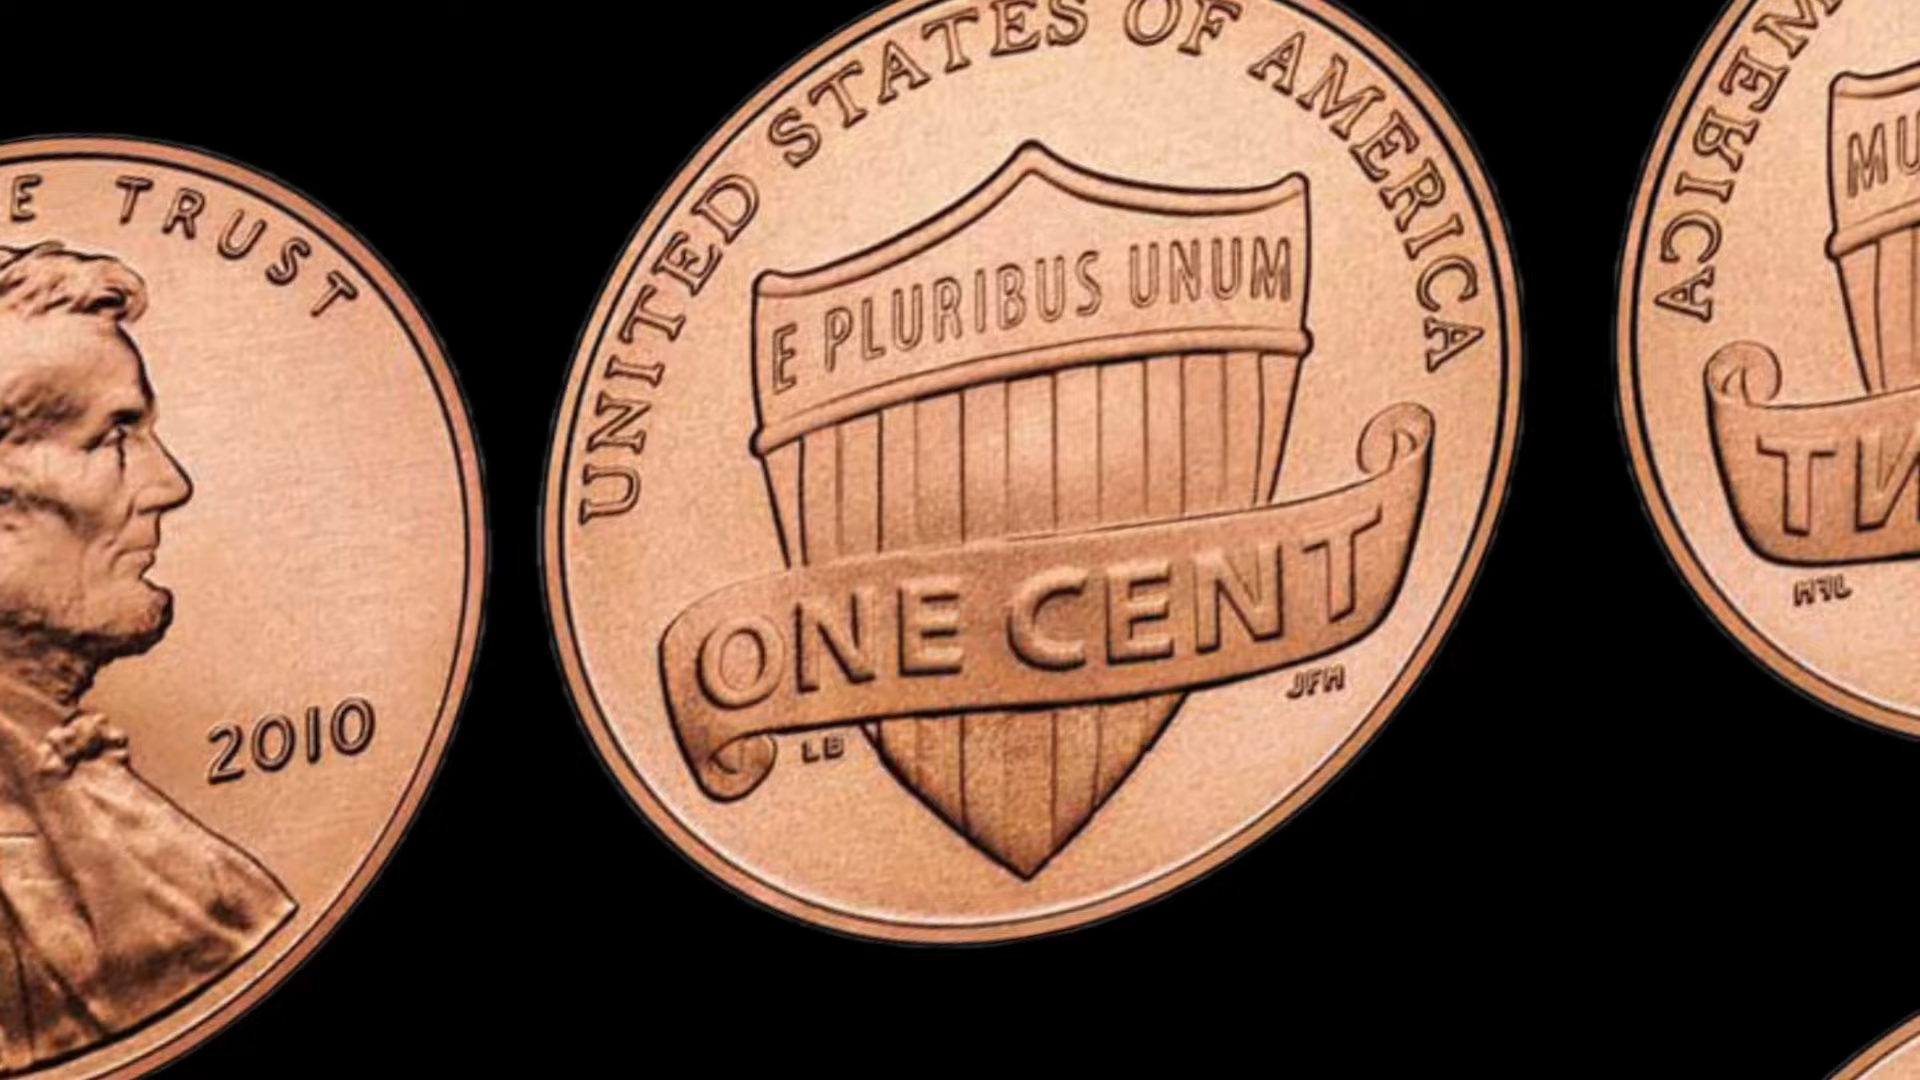 E TRUST
2010
UNITED STATES OF AMERICA
E PLURIBUS UNUM
ONE CENT
LB
JFM